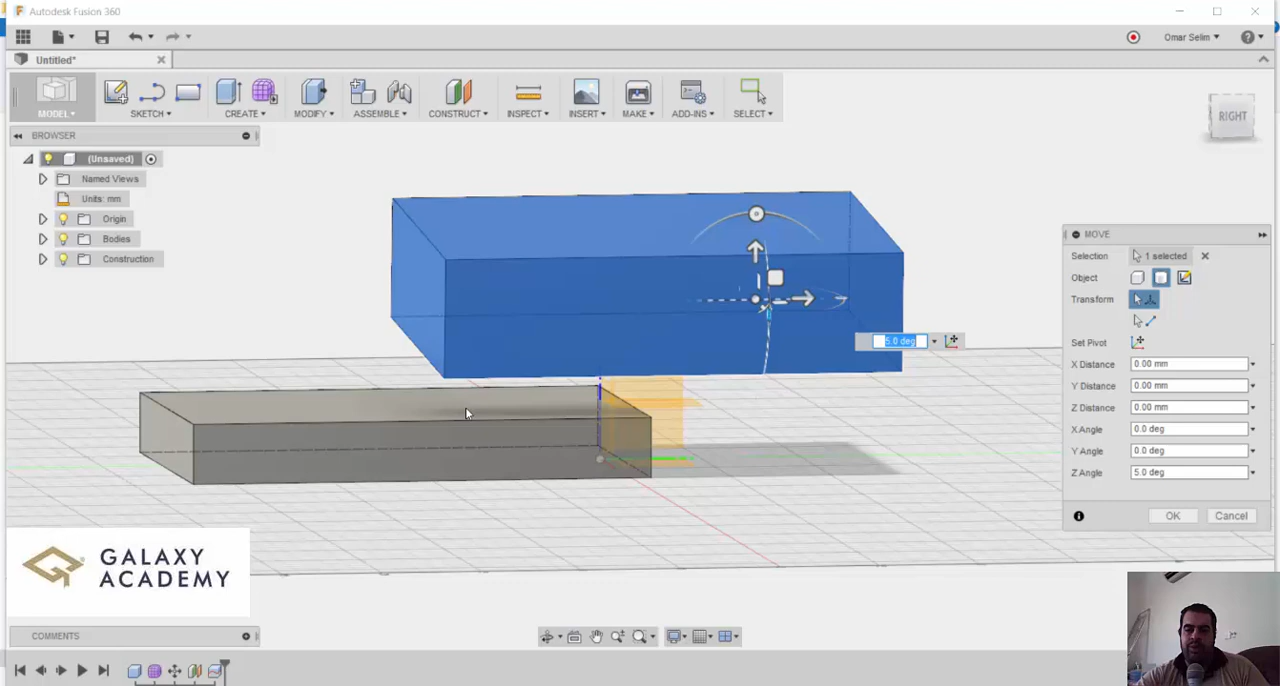 Autodesk Fusion 360
Omar Selim
Untitled*
MODEL
SKETCH
CREATE
MODIFY
ASSEMBLE
CONSTRUCT
INSPECT
INSERT
MAKE
ADD-INS
SELECT
RIGHT
BROWSER
(Unsaved)
Named Views
Units: mm
Origin
Bodies
Construction
MOVE
Selection 1 selected
Object
Transform
Set Pivot
X Distance 0.00 mm
Y Distance 0.00 mm
Z Distance 0.00 mm
X Angle 0.0 deg
Y Angle 0.0 deg
Z Angle 5.0 deg
OK Cancel
5.0 deg
GALAXY
ACADEMY
COMMENTS